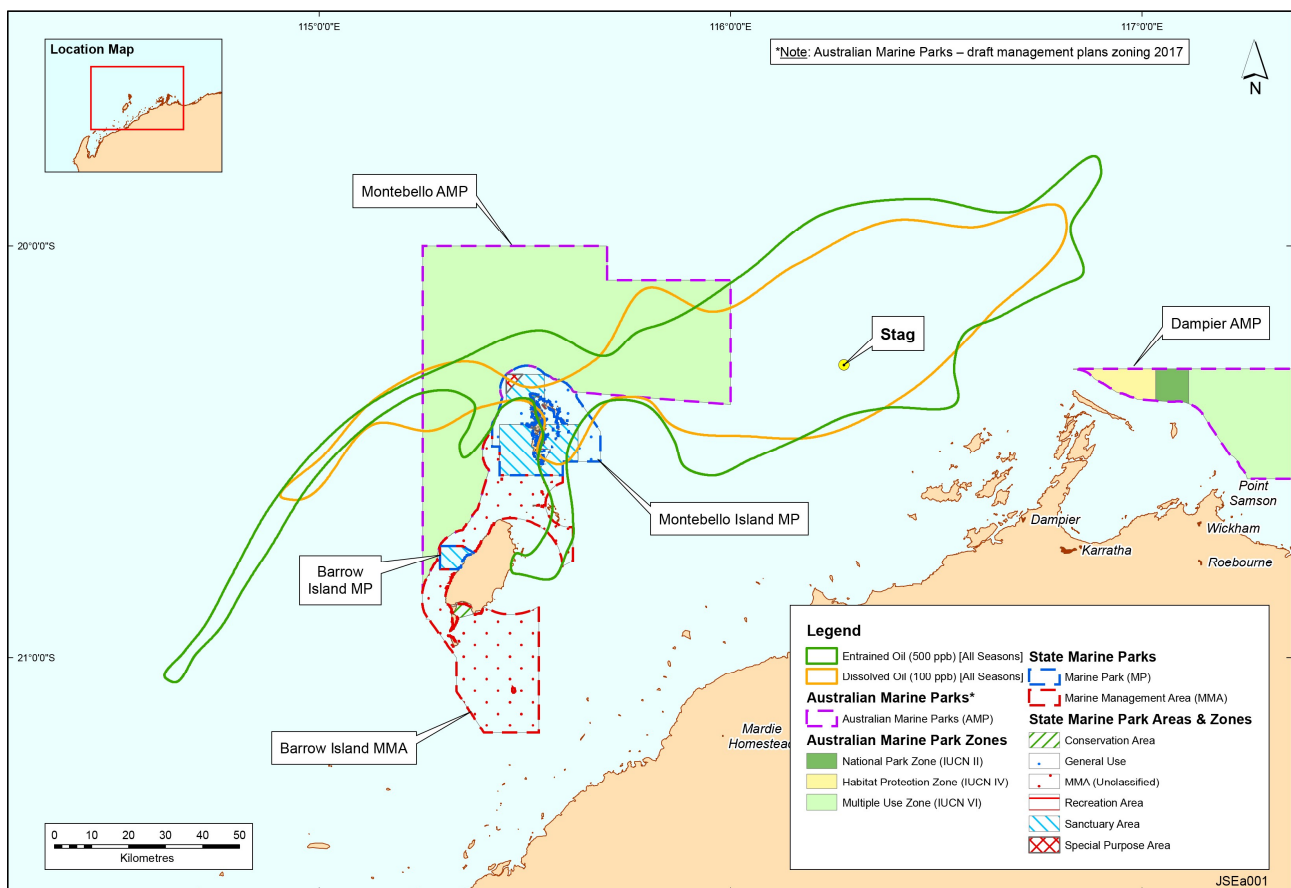 115°0'0"E
116°0'0"E
117°0'0"E
Location Map
*Note: Australian Marine Parks – draft management plans zoning 2017
N
Montebello AMP
20°0'0"S
Stag
Dampier AMP
Montebello Island MP
Point
Samson
Dampier
Wickham
Karratha
Roebourne
Barrow
Island MP
21°0'0"S
Mardie
Homestead
Barrow Island MMA
Legend
Entrained Oil (500 ppb) [All Seasons]
Dissolved Oil (100 ppb) [All Seasons]
Australian Marine Parks*
Australian Marine Parks (AMP)
Australian Marine Park Zones
National Park Zone (IUCN II)
Habitat Protection Zone (IUCN IV)
Multiple Use Zone (IUCN VI)
State Marine Parks
Marine Park (MP)
Marine Management Area (MMA)
State Marine Park Areas & Zones
Conservation Area
General Use
MMA (Unclassified)
Recreation Area
Sanctuary Area
Special Purpose Area
0 10 20 30 40 50
Kilometres
JSEa001